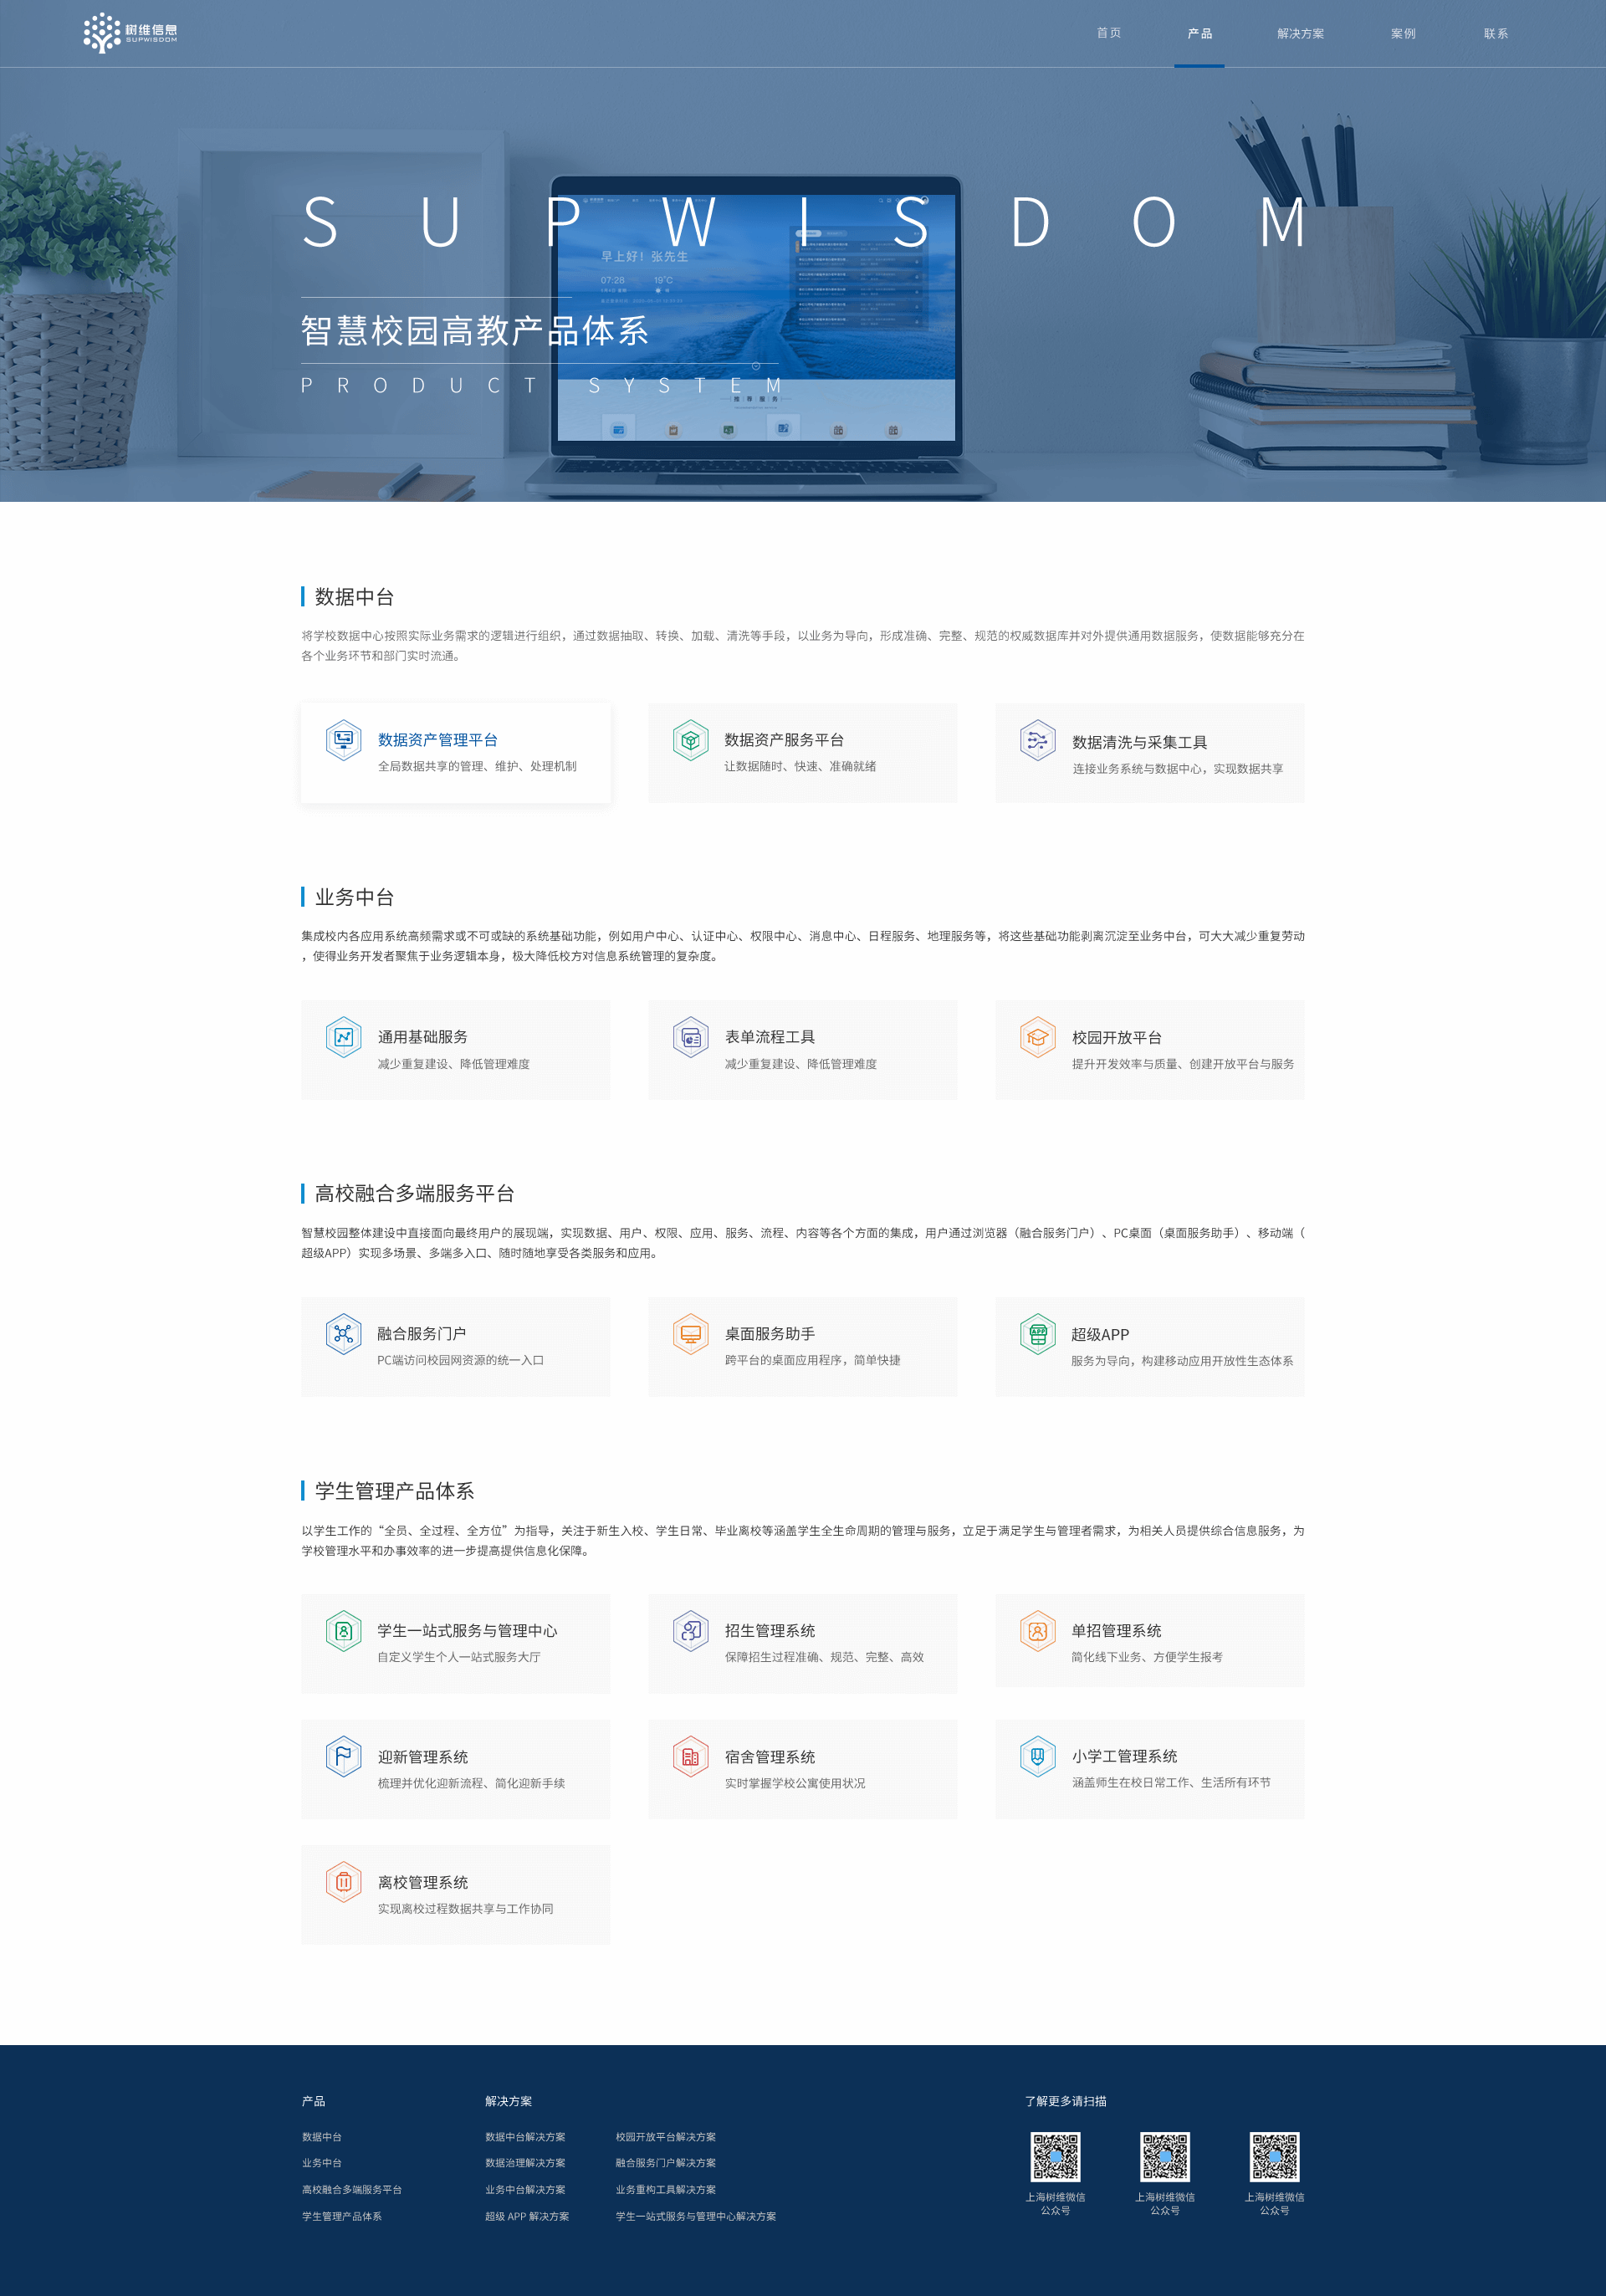 树维信息
SUPWISDOM
首页 产品 解决方案 案例 联系
SUPWISDOM
早上好！张先生
07:28 19°C
智慧校园高教产品体系
PRODUCT SYSTEM
推荐服务
数据中台
将学校数据中心按照实际业务需求的逻辑进行组织，通过数据抽取、转换、加载、清洗等手段，以业务为导向，形成准确、完整、规范的权威数据库并对外提供通用数据服务，使数据能够充分在
各个业务环节和部门实时流通。
数据资产管理平台
全局数据共享的管理、维护、处理机制
数据资产服务平台
让数据随时、快速、准确就绪
数据清洗与采集工具
连接业务系统与数据中心，实现数据共享
业务中台
集成校内各应用系统高频需求或不可或缺的系统基础功能，例如用户中心、认证中心、权限中心、消息中心、日程服务、地理服务等，将这些基础功能剥离沉淀至业务中台，可大大减少重复劳动
，使得业务开发者聚焦于业务逻辑本身，极大降低校方对信息系统管理的复杂度。
通用基础服务
减少重复建设、降低管理难度
表单流程工具
减少重复建设、降低管理难度
校园开放平台
提升开发效率与质量、创建开放平台与服务
高校融合多端服务平台
智慧校园整体建设中直接面向最终用户的展现端，实现数据、用户、权限、应用、服务、流程、内容等各个方面的集成，用户通过浏览器（融合服务门户）、PC桌面（桌面服务助手）、移动端（
超级APP）实现多场景、多端多入口、随时随地享受各类服务和应用。
融合服务门户
PC端访问校园网资源的统一入口
桌面服务助手
跨平台的桌面应用程序，简单快捷
APP
超级APP
服务为导向，构建移动应用开放性生态体系
学生管理产品体系
以学生工作的“全员、全过程、全方位”为指导，关注于新生入校、学生日常、毕业离校等涵盖学生全生命周期的管理与服务，立足于满足学生与管理者需求，为相关人员提供综合信息服务，为
学校管理水平和办事效率的进一步提高提供信息化保障。
学生一站式服务与管理中心
自定义学生个人一站式服务大厅
招生管理系统
保障招生过程准确、规范、完整、高效
单招管理系统
简化线下业务、方便学生报考
迎新管理系统
梳理并优化迎新流程、简化迎新手续
宿舍管理系统
实时掌握学校公寓使用状况
小学工管理系统
涵盖师生在校日常工作、生活所有环节
离校管理系统
实现离校过程数据共享与工作协同
产品
数据中台
业务中台
高校融合多端服务平台
学生管理产品体系
解决方案
数据中台解决方案 校园开放平台解决方案
数据治理解决方案 融合服务门户解决方案
业务中台解决方案 业务重构工具解决方案
超级 APP 解决方案 学生一站式服务与管理中心解决方案
了解更多请扫描
上海树维微信
公众号
上海树维微信
公众号
上海树维微信
公众号